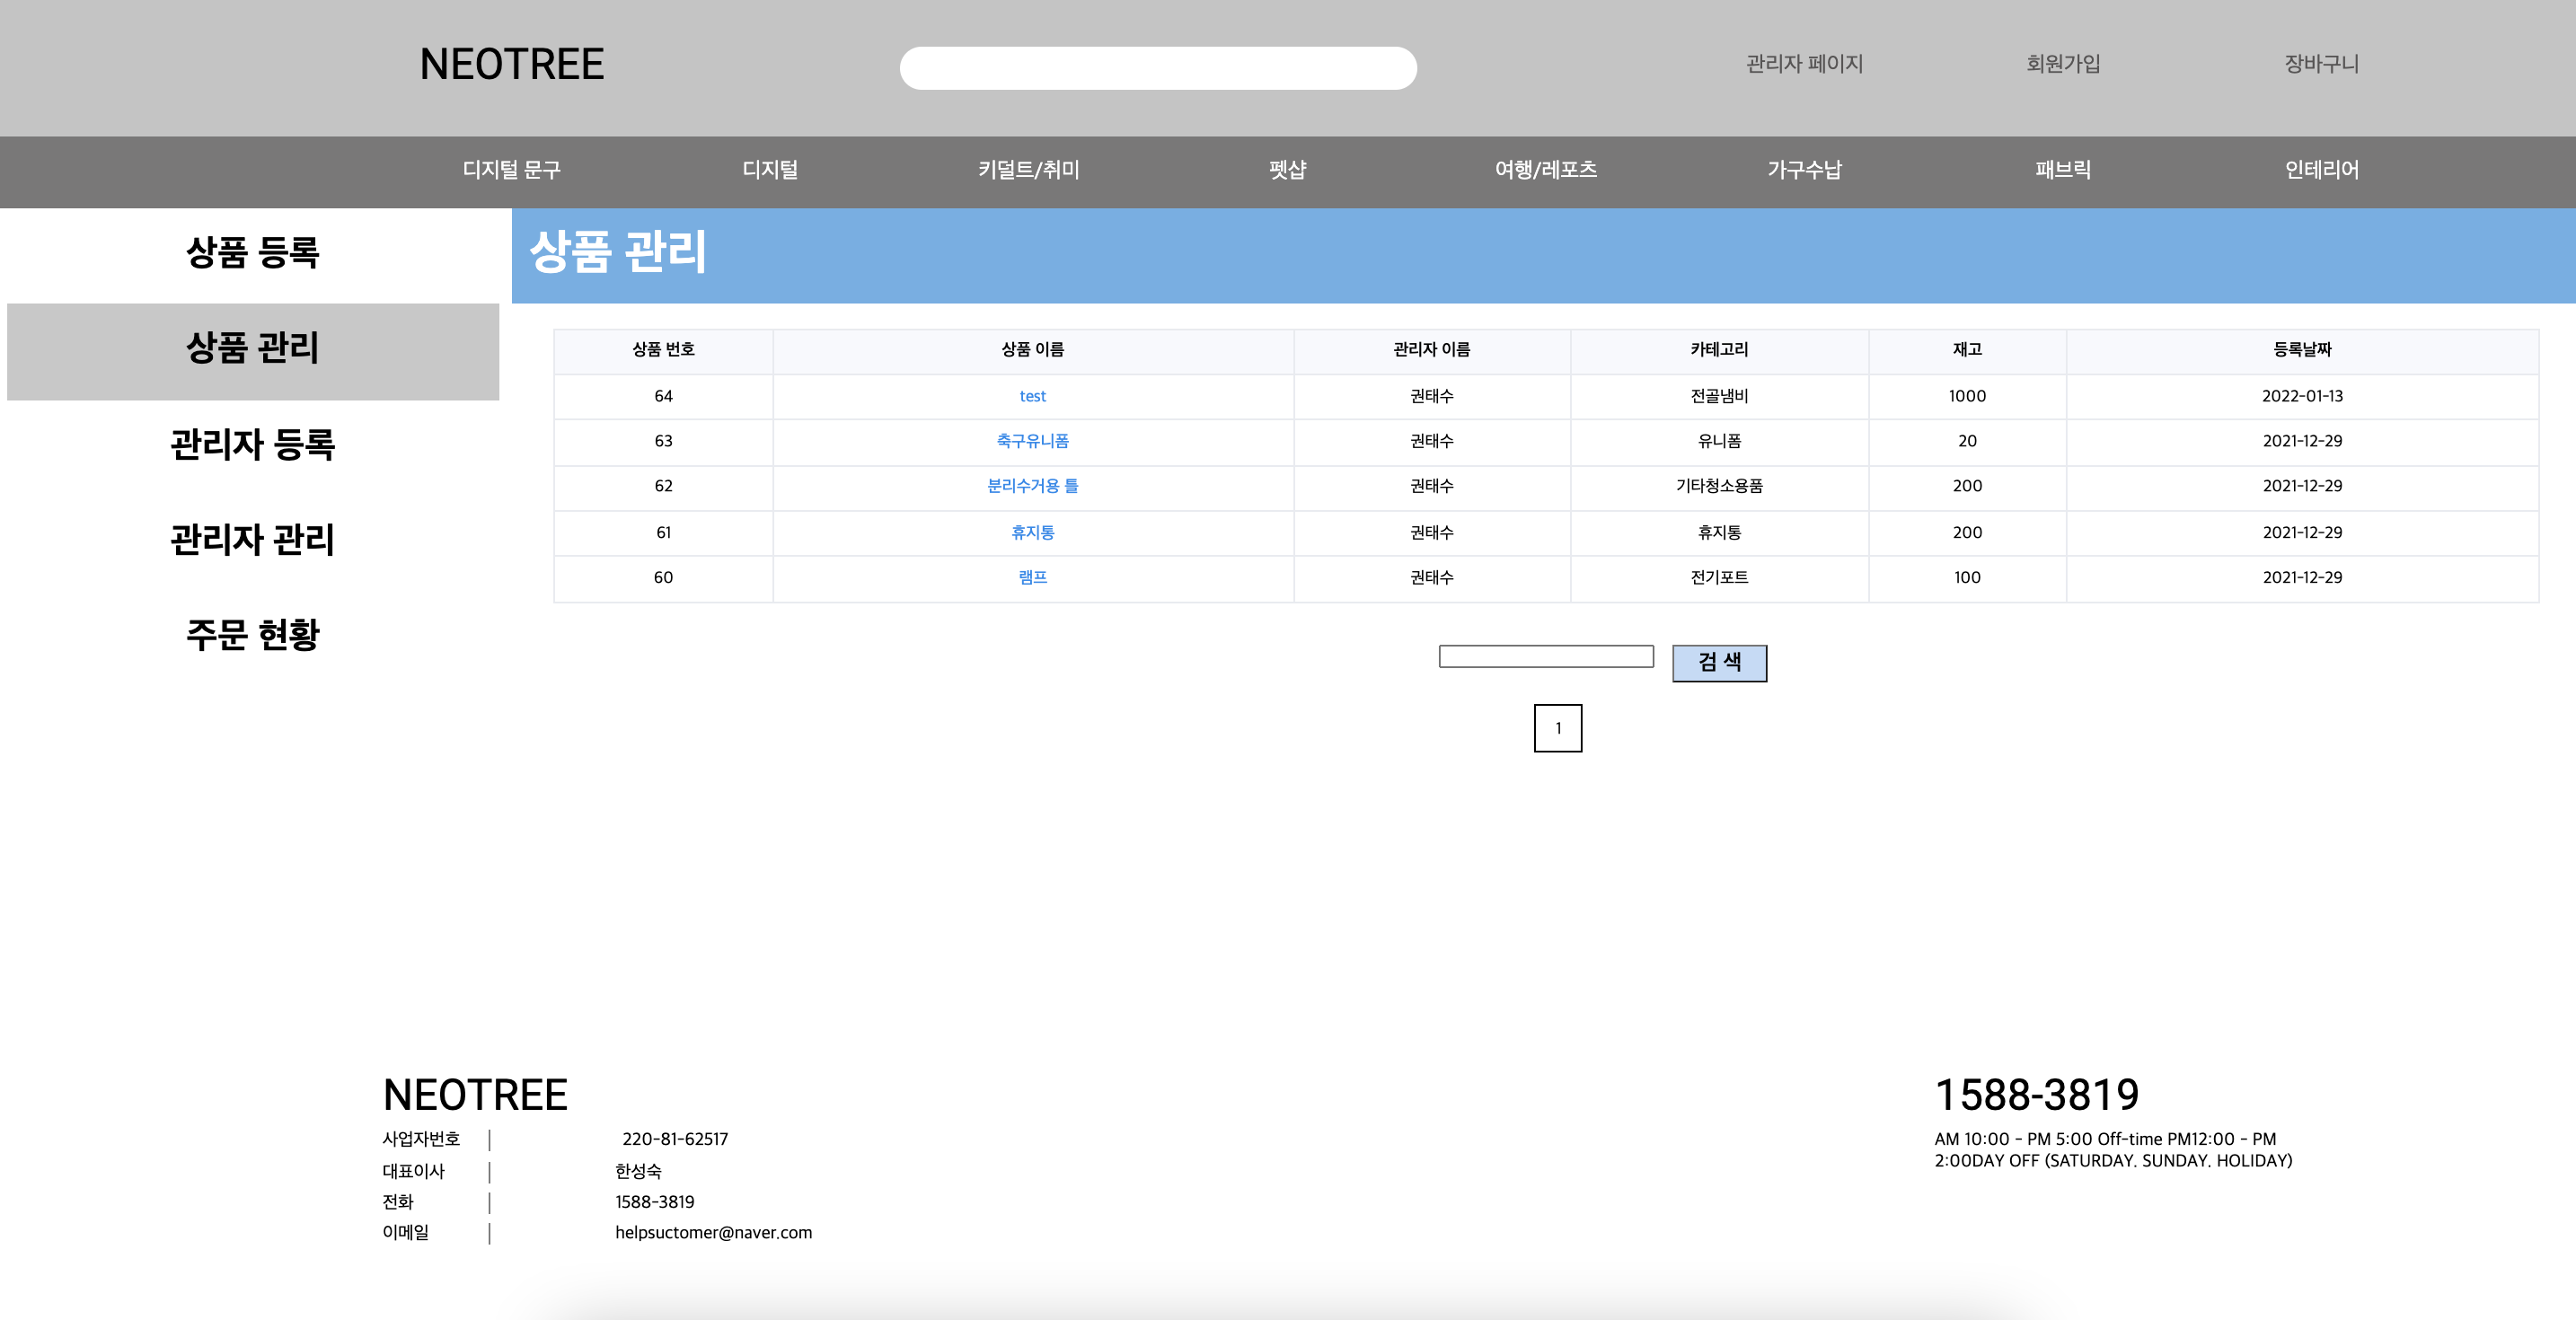 NEOTREE 관리자 페이지 회원가입 장바구니
디지털 문구 디지털 키덜트/취미 펫샵 여행/레포츠 가구수납 패브릭 인테리어
상품 등록
상품 관리
관리자 등록
관리자 관리
주문 현황
상품 관리
상품 번호 상품 이름 관리자 이름 카테고리 재고 등록날짜
64 test 권태수 전골냄비 1000 2022-01-13
63 축구유니폼 권태수 유니폼 20 2021-12-29
62 분리수거용 틀 권태수 기타청소용품 200 2021-12-29
61 휴지통 권태수 휴지통 200 2021-12-29
60 램프 권태수 전기포트 100 2021-12-29
검 색
1
NEOTREE
사업자번호 | 220-81-62517
대표이사 | 한성숙
전화 | 1588-3819
이메일 | helpsuctomer@naver.com
1588-3819
AM 10:00 - PM 5:00 Off-time PM12:00 - PM
2:00DAY OFF (SATURDAY. SUNDAY. HOLIDAY)